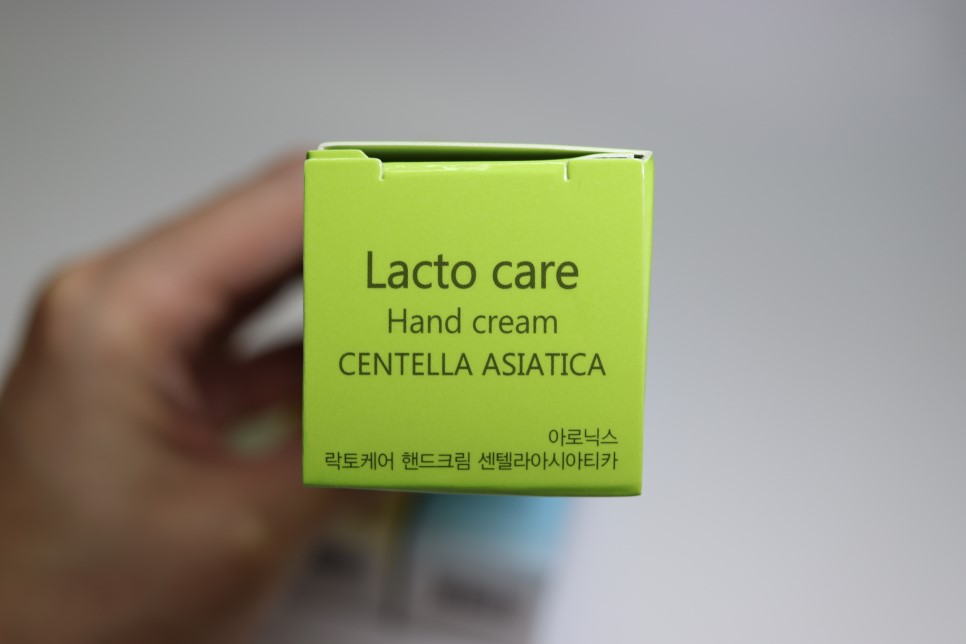 Lacto care
Hand cream
CENTELLA ASIATICA
아로닉스
락토케어 핸드크림 센텔라아시아티카